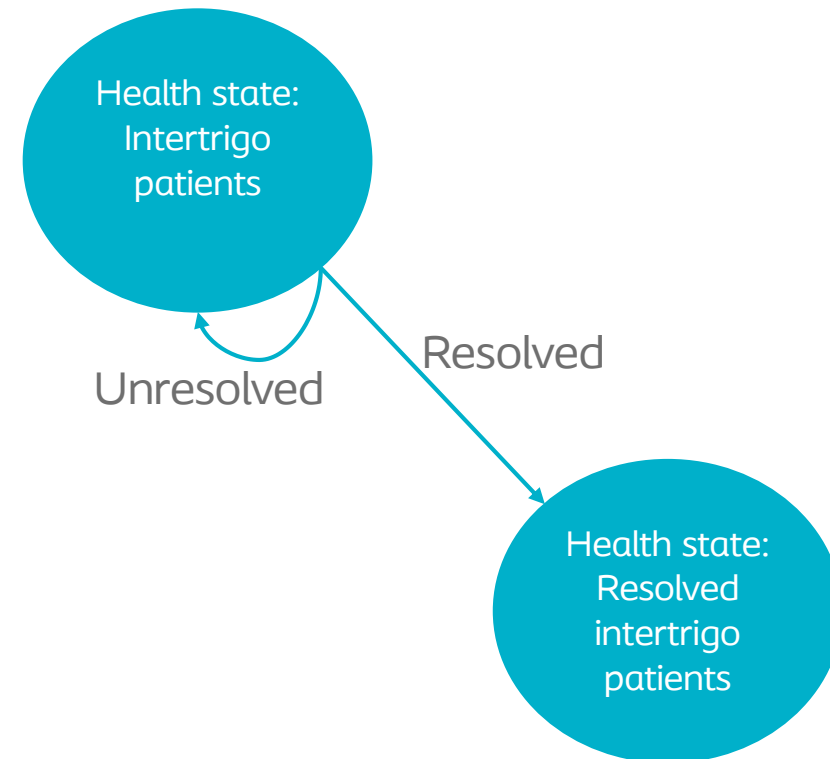 Health state:
Intertrigo
patients
Resolved
Unresolved
Health state:
Resolved
intertrigo
patients